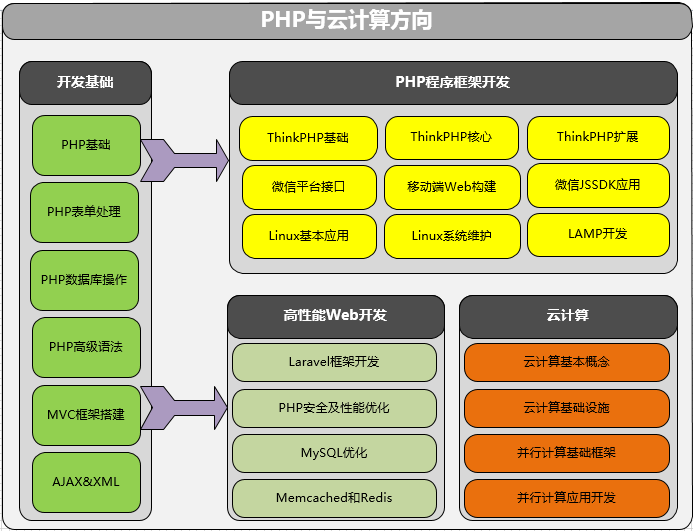 PHP与云计算方向
开发基础
PHP基础
PHP表单处理
PHP数据库操作
PHP高级语法
MVC框架搭建
AJAX&XML
PHP程序框架开发
ThinkPHP基础
ThinkPHP核心
ThinkPHP扩展
微信平台接口
移动端Web构建
微信JSSDK应用
Linux基本应用
Linux系统维护
LAMP开发
高性能Web开发
Laravel框架开发
PHP安全及性能优化
MySQL优化
Memcached和Redis
云计算
云计算基本概念
云计算基础设施
并行计算基础框架
并行计算应用开发